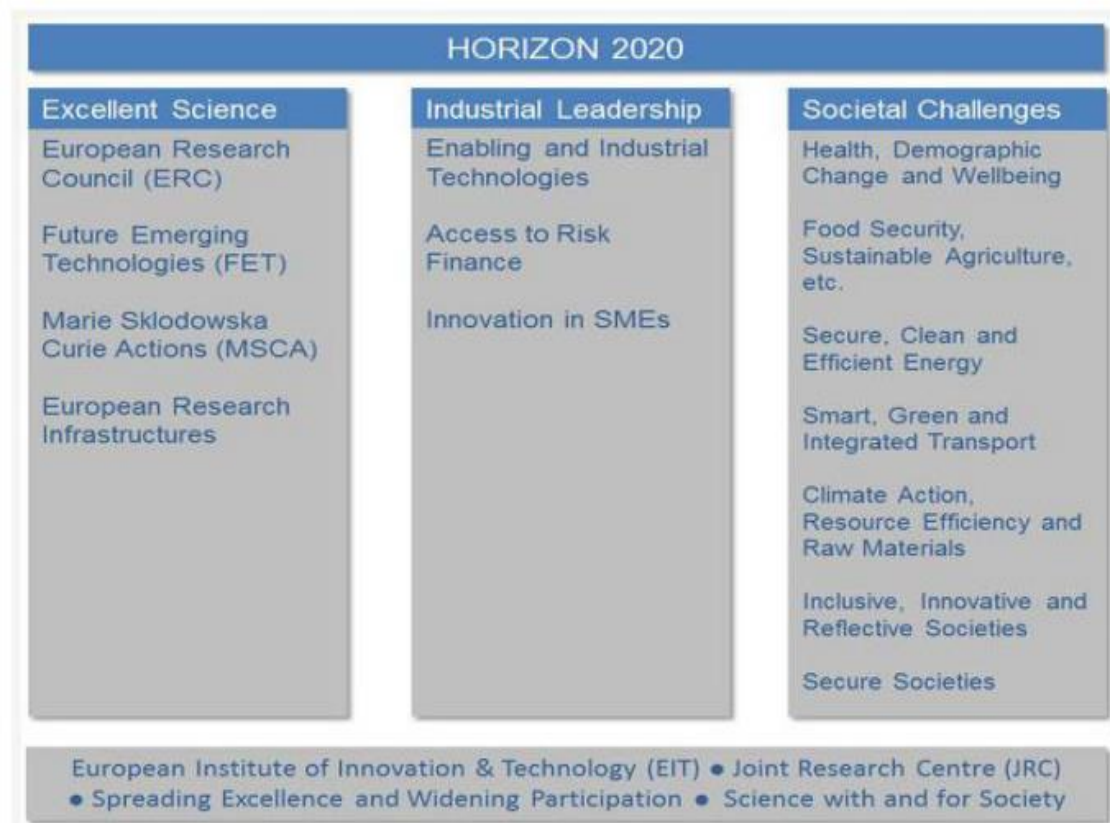 HORIZON 2020
Excellent Science
European Research
Council (ERC)
Future Emerging
Technologies (FET)
Marie Sklodowska
Curie Actions (MSCA)
European Research
Infrastructures
Industrial Leadership
Enabling and Industrial
Technologies
Access to Risk
Finance
Innovation in SMEs
Societal Challenges
Health, Demographic
Change and Wellbeing
Food Security,
Sustainable Agriculture,
etc.
Secure, Clean and
Efficient Energy
Smart, Green and
Integrated Transport
Climate Action,
Resource Efficiency and
Raw Materials
Inclusive, Innovative and
Reflective Societies
Secure Societies
European Institute of Innovation & Technology (EIT) ● Joint Research Centre (JRC)
● Spreading Excellence and Widening Participation ● Science with and for Society